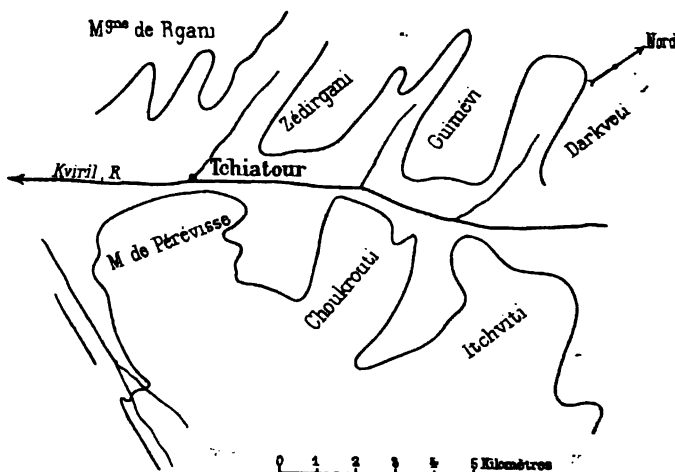 Mgne de Rgani
Nord
Zédirgani
Guimévi
Darkveti
Kviril, R
Tchiatour
M de Pérévisse
Choukrouti
Itchviti
0 1 2 3 4 5 Kilomètres